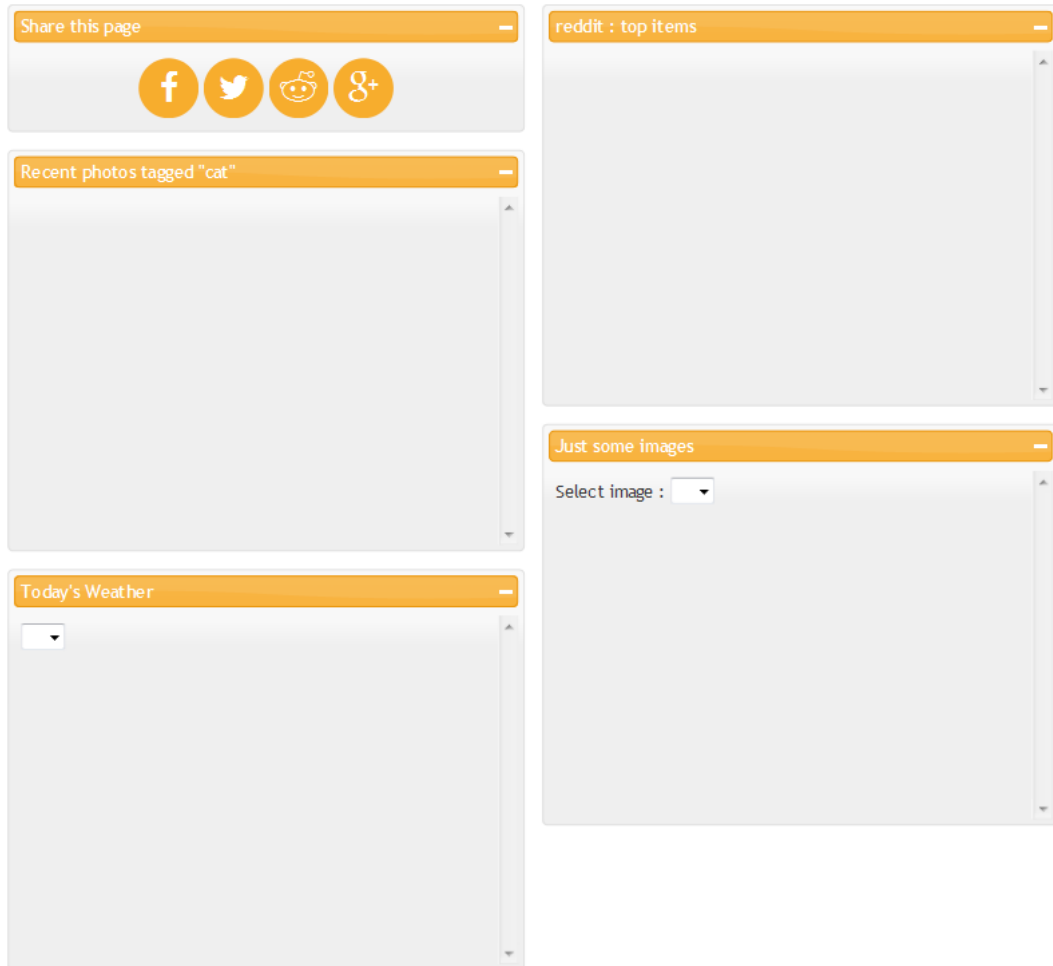 Share this page
f
g+
Recent photos tagged "cat"
Today's Weather
reddit : top items
Just some images
Select image :